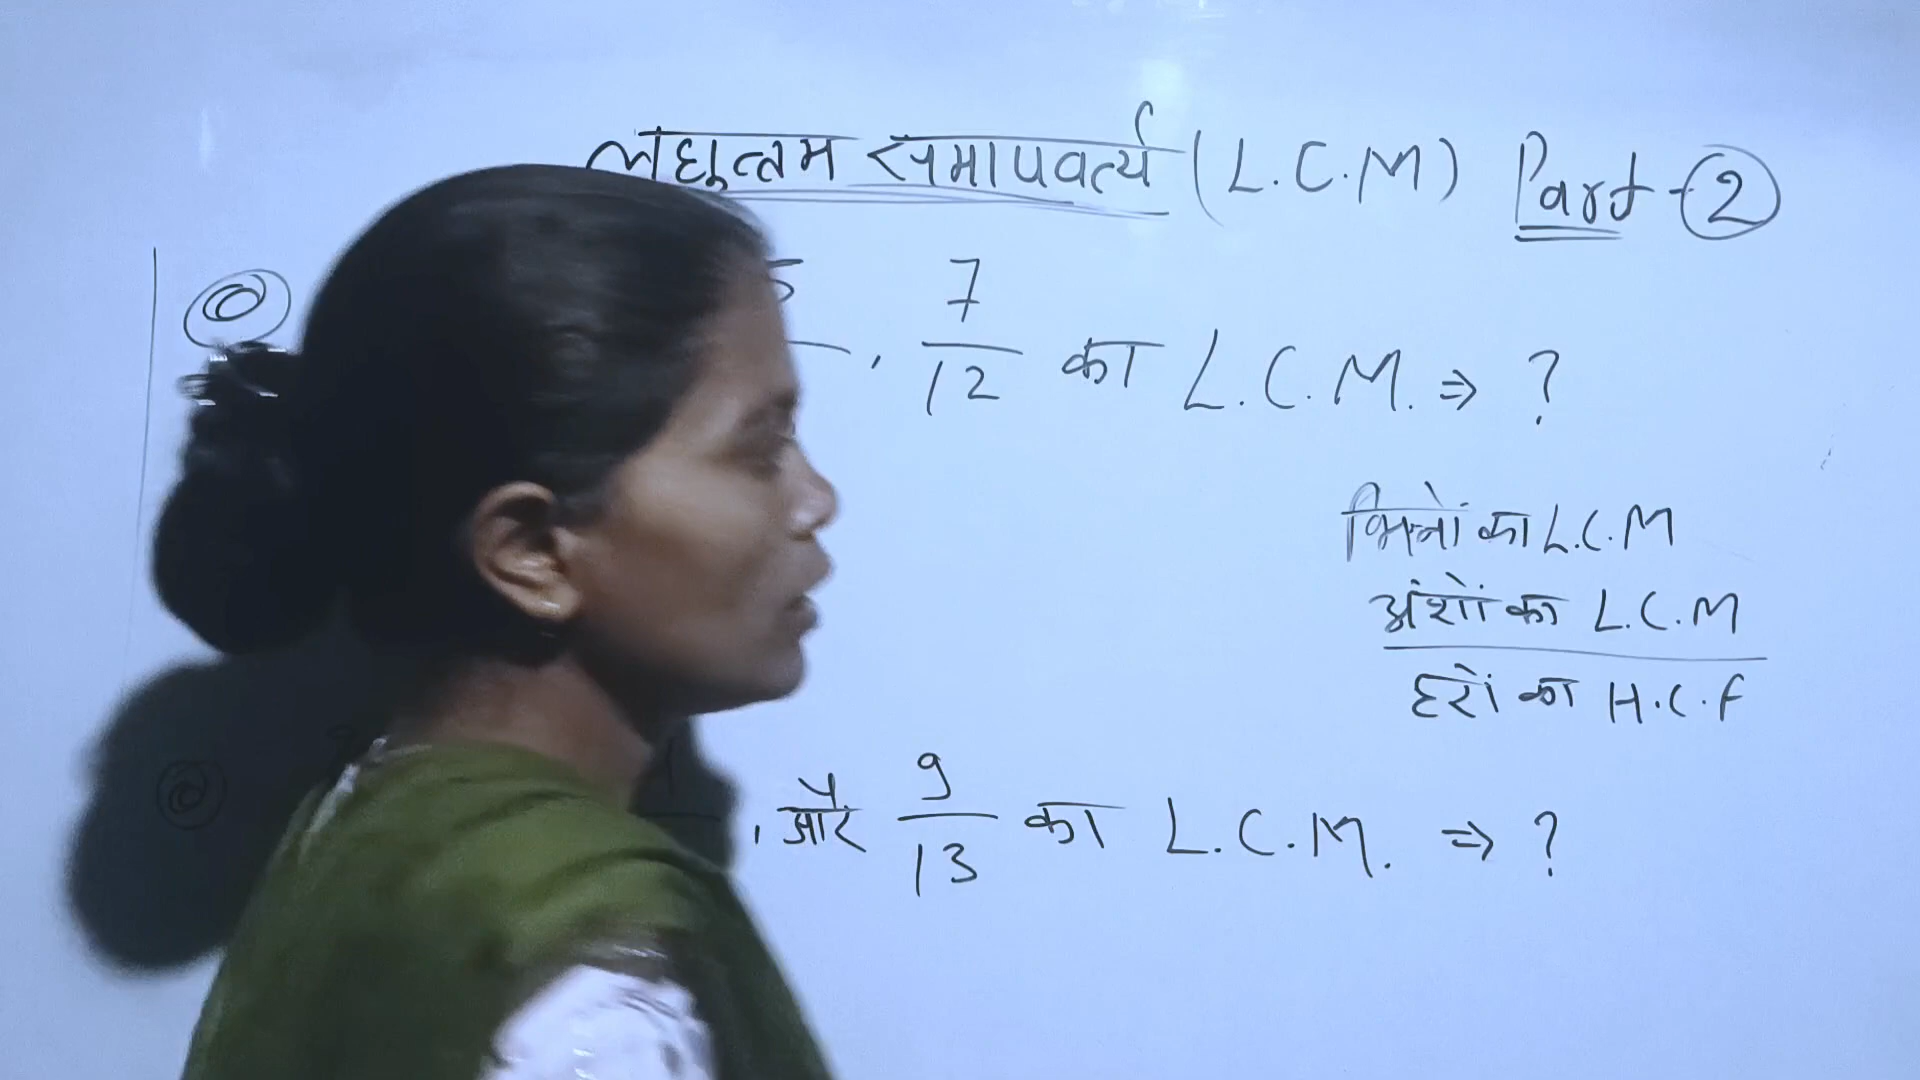 लघुत्तम समापवर्त्य (L.C.M) Part-2
7/12 का L.C.M. ⇒ ?
भिन्नों का L.C.M
अंशों का L.C.M
हरों का H.C.F
, और 9/13 का L.C.M. ⇒ ?